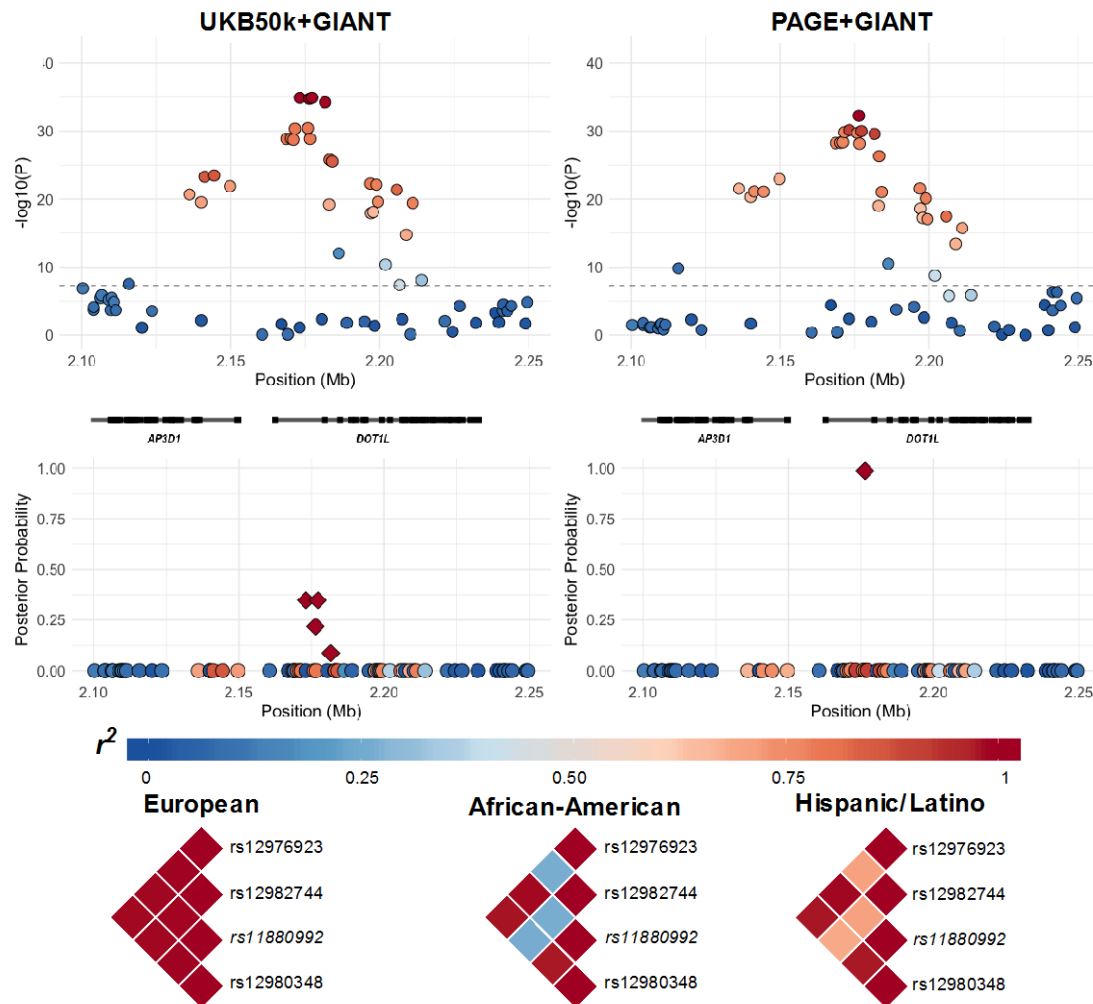 UKB50k+GIANT
PAGE+GIANT
-log10(P)
40
30
20
10
0
2.10 2.15 2.20 2.25
Position (Mb)
-log10(P)
40
30
20
10
0
2.10 2.15 2.20 2.25
Position (Mb)
AP3D1 DOT1L
AP3D1 DOT1L
Posterior Probability
1.00
0.75
0.50
0.25
0.00
2.10 2.15 2.20 2.25
Position (Mb)
Posterior Probability
1.00
0.75
0.50
0.25
0.00
2.10 2.15 2.20 2.25
Position (Mb)
r²
0 0.25 0.50 0.75 1
European
rs12976923
rs12982744
rs11880992
rs12980348
African-American
rs12976923
rs12982744
rs11880992
rs12980348
Hispanic/Latino
rs12976923
rs12982744
rs11880992
rs12980348